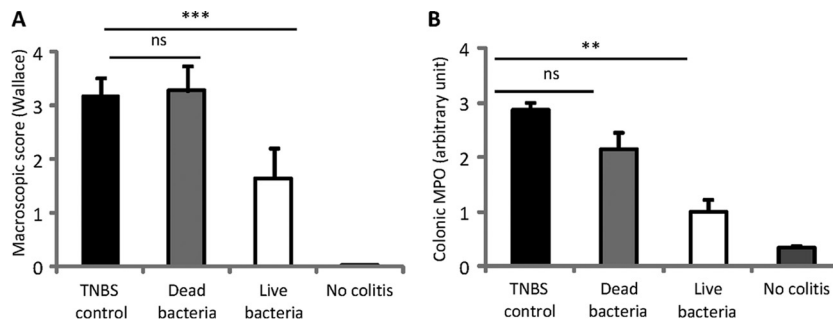 A
***
ns
Macroscopic score (Wallace)
4
3
2
1
0
TNBS control
Dead bacteria
Live bacteria
No colitis
B
**
ns
Colonic MPO (arbitrary unit)
4
3
2
1
0
TNBS control
Dead bacteria
Live bacteria
No colitis